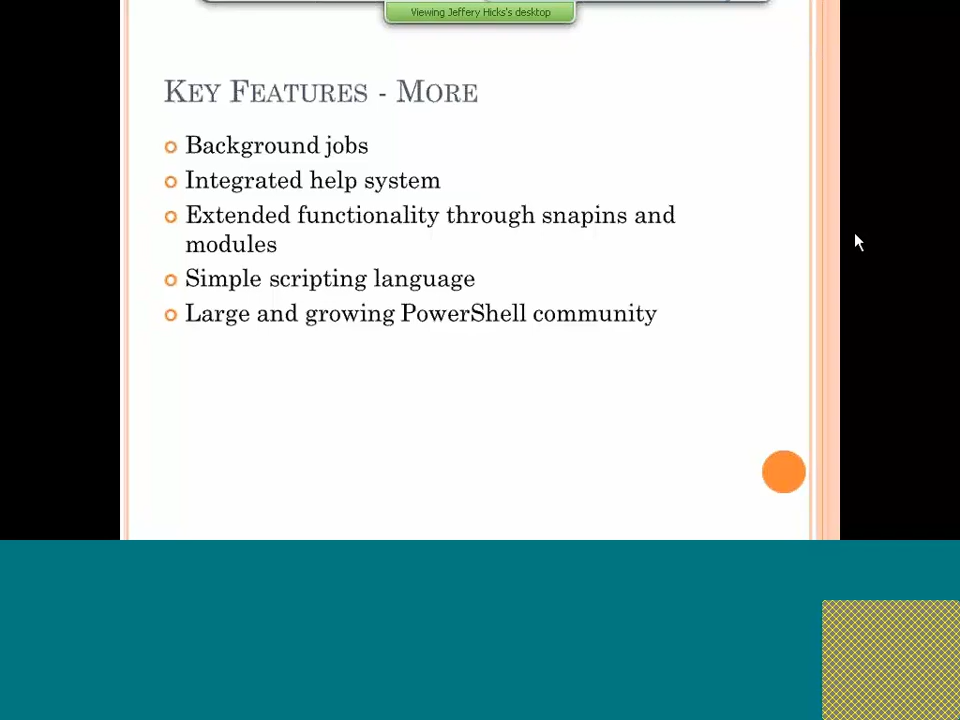 Viewing Jeffery Hicks's desktop
Key Features - More
Background jobs
Integrated help system
Extended functionality through snapins and
modules
Simple scripting language
Large and growing PowerShell community